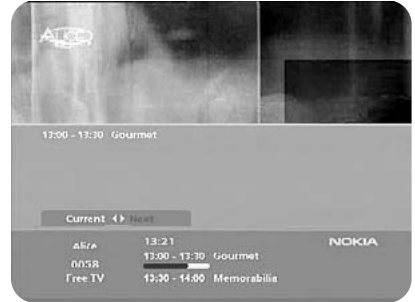 ALICE
13:00 - 13:30 Gourmet
Current Next
Alice 13:21 NOKIA
0058 13:00 - 13:30 Gourmet
Free TV 13:30 - 14:00 Memorabilia